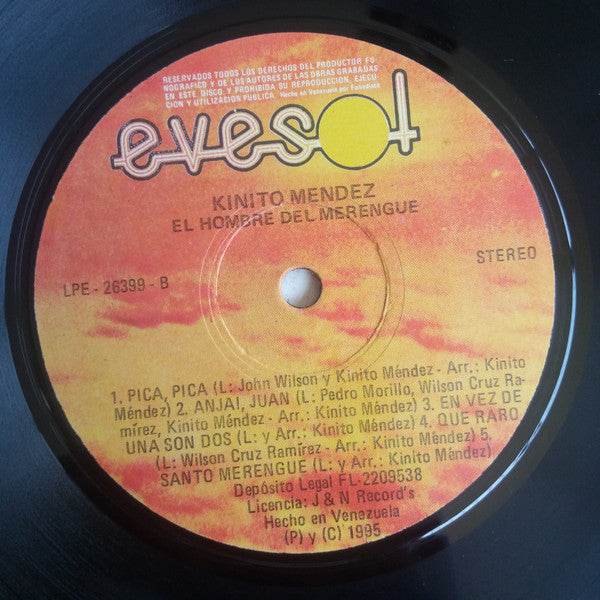 RESERVADOS TODOS LOS DERECHOS DEL PRODUCTOR FO-
NOGRAFICO Y DE LOS AUTORES DE LAS OBRAS GRABADAS
EN ESTE DISCO Y PROHIBIDA SU REPRODUCCION, EJECU-
CION Y UTILIZACION PUBLICA. Hecho en Venezuela por Fonodisco
evesol
KINITO MENDEZ
EL HOMBRE DEL MERENGUE
LPE - 26399 - B
STEREO
1. PICA, PICA (L: John Wilson y Kinito Méndez - Arr.: Kinito
Méndez) 2. ANJA!, JUAN (L: Pedro Morillo, Wilson Cruz Ra-
mírez, Kinito Méndez - Arr.: Kinito Méndez) 3. EN VEZ DE
UNA SON DOS (L: y Arr.: Kinito Méndez) 4. QUE RARO
(L: Wilson Cruz Ramírez - Arr.: Kinito Méndez) 5.
SANTO MERENGUE (L: y Arr.: Kinito Méndez)
Depósito Legal FL-2209538
Licencia: J & N Record's
Hecho en Venezuela
(P) y (C) 1995